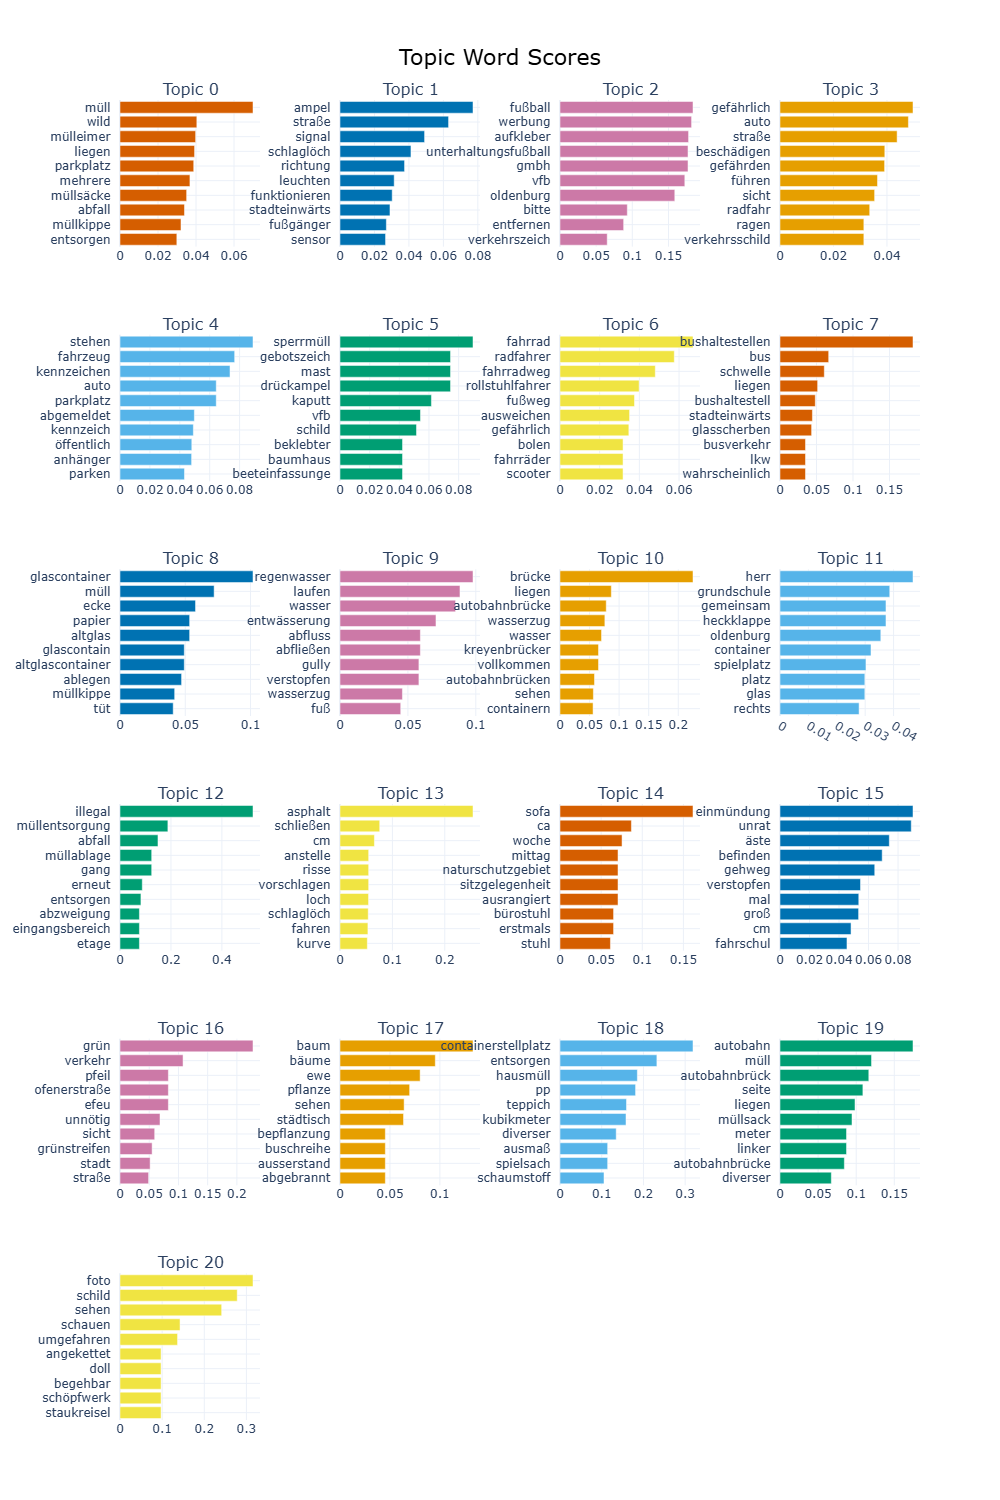 Topic Word Scores
Topic 0
müll
wild
mülleimer
liegen
parkplatz
mehrere
müllsäcke
abfall
müllkippe
entsorgen
0 0.02 0.04 0.06
Topic 1
ampel
straße
signal
schlaglöch
richtung
leuchten
funktionieren
stadteinwärts
fußgänger
sensor
0 0.02 0.04 0.06 0.08
Topic 2
fußball
werbung
aufkleber
unterhaltungsfußball
gmbh
vfb
oldenburg
bitte
entfernen
verkehrszeich
0 0.05 0.1 0.15
Topic 3
gefährlich
auto
straße
beschädigen
gefährden
führen
sicht
radfahr
ragen
verkehrsschild
0 0.02 0.04
Topic 4
stehen
fahrzeug
kennzeichen
auto
parkplatz
abgemeldet
kennzeich
öffentlich
anhänger
parken
0 0.02 0.04 0.06 0.08
Topic 5
sperrmüll
gebotszeich
mast
drückampel
kaputt
vfb
schild
beklebter
baumhaus
beeteinfassunge
0 0.02 0.04 0.06 0.08
Topic 6
fahrrad
radfahrer
fahrradweg
rollstuhlfahrer
fußweg
ausweichen
gefährlich
bolen
fahrräder
scooter
0 0.02 0.04 0.06
Topic 7
bushaltestellen
bus
schwelle
liegen
bushaltestell
stadteinwärts
glasscherben
busverkehr
lkw
wahrscheinlich
0 0.05 0.1 0.15
Topic 8
glascontainer
müll
ecke
papier
altglas
glascontain
altglascontainer
ablegen
müllkippe
tüt
0 0.05 0.1
Topic 9
regenwasser
laufen
wasser
entwässerung
abfluss
abfließen
gully
verstopfen
wasserzug
fuß
0 0.05 0.1
Topic 10
brücke
liegen
autobahnbrücke
wasserzug
wasser
kreyenbrücker
vollkommen
autobahnbrücken
sehen
containern
0 0.05 0.1 0.15 0.2
Topic 11
herr
grundschule
gemeinsam
heckklappe
oldenburg
container
spielplatz
platz
glas
rechts
0 0.01 0.02 0.03 0.04
Topic 12
illegal
müllentsorgung
abfall
müllablage
gang
erneut
entsorgen
abzweigung
eingangsbereich
etage
0 0.2 0.4
Topic 13
asphalt
schließen
cm
anstelle
risse
vorschlagen
loch
schlaglöch
fahren
kurve
0 0.1 0.2
Topic 14
sofa
ca
woche
mittag
naturschutzgebiet
sitzgelegenheit
ausrangiert
bürostuhl
erstmals
stuhl
0 0.05 0.1 0.15
Topic 15
einmündung
unrat
äste
befinden
gehweg
verstopfen
mal
groß
cm
fahrschul
0 0.02 0.04 0.06 0.08
Topic 16
grün
verkehr
pfeil
ofenerstraße
efeu
unnötig
sicht
grünstreifen
stadt
straße
0 0.05 0.1 0.15 0.2
Topic 17
baum
bäume
ewe
pflanze
sehen
städtisch
bepflanzung
buschreihe
ausserstand
abgebrannt
0 0.05 0.1
Topic 18
containerstellplatz
entsorgen
hausmüll
pp
teppich
kubikmeter
diverser
ausmaß
spielsach
schaumstoff
0 0.1 0.2 0.3
Topic 19
autobahn
müll
autobahnbrück
seite
liegen
müllsack
meter
linker
autobahnbrücke
diverser
0 0.05 0.1 0.15
Topic 20
foto
schild
sehen
schauen
umgefahren
angekettet
doll
begehbar
schöpfwerk
staukreisel
0 0.1 0.2 0.3